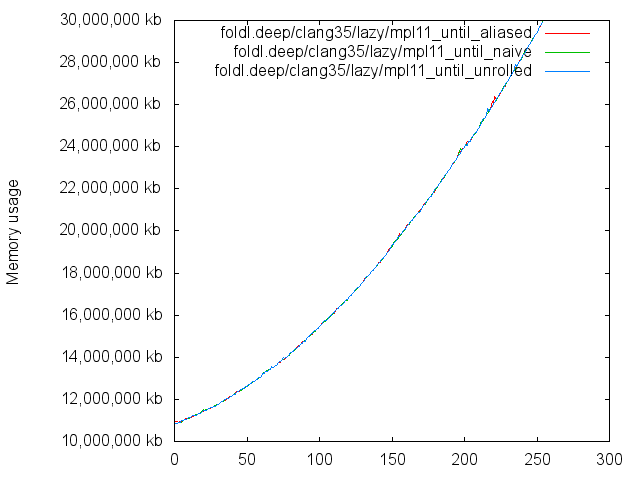 30,000,000 kb
28,000,000 kb
26,000,000 kb
24,000,000 kb
22,000,000 kb
20,000,000 kb
18,000,000 kb
16,000,000 kb
14,000,000 kb
12,000,000 kb
10,000,000 kb
Memory usage
foldl.deep/clang35/lazy/mpl11_until_aliased
foldl.deep/clang35/lazy/mpl11_until_naive
foldl.deep/clang35/lazy/mpl11_until_unrolled
0 50 100 150 200 250 300